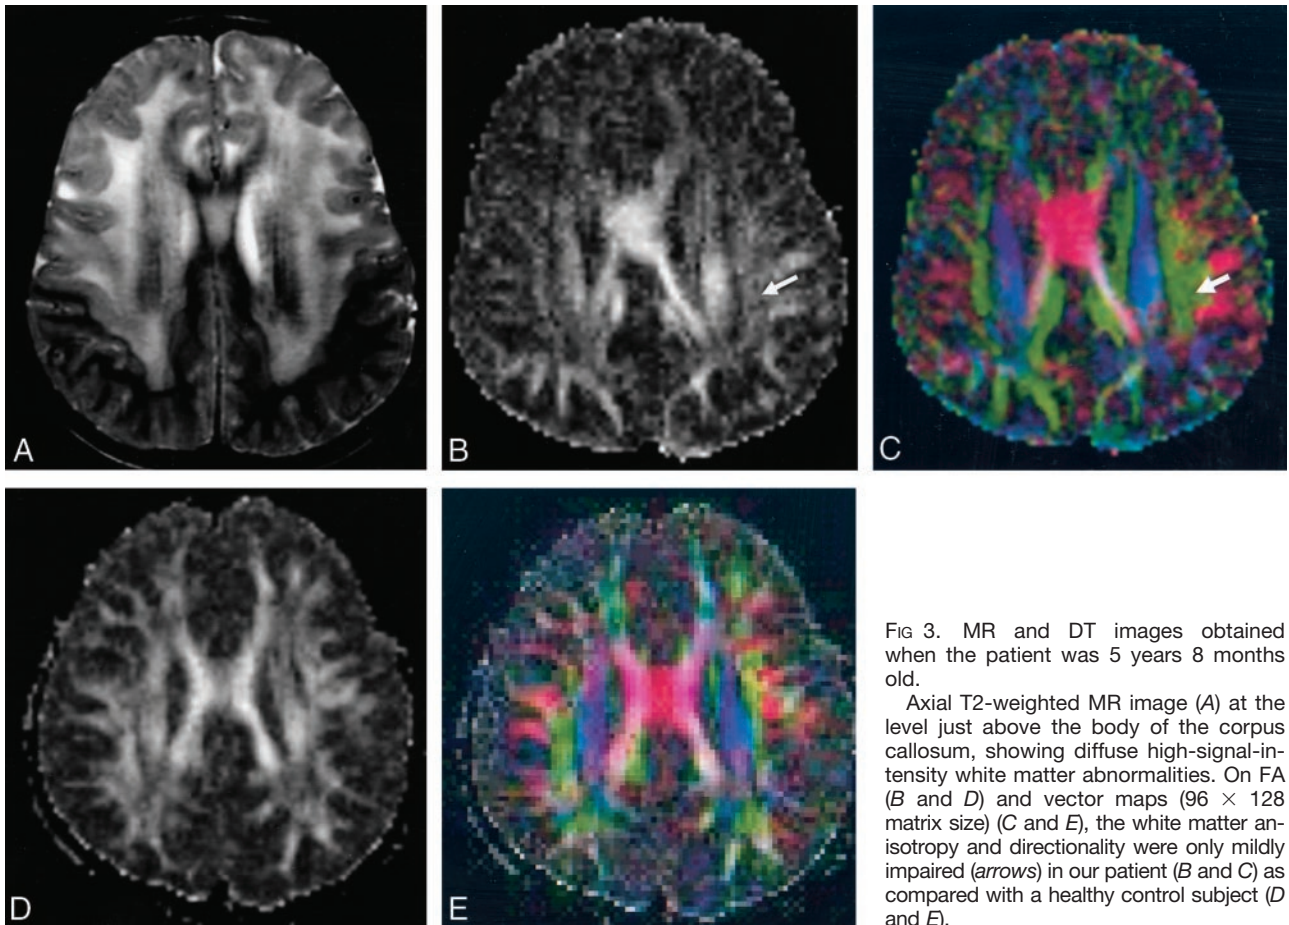 A
B
C
D
E
FIG 3. MR and DT images obtained
when the patient was 5 years 8 months
old.
Axial T2-weighted MR image (A) at the
level just above the body of the corpus
callosum, showing diffuse high-signal-in-
tensity white matter abnormalities. On FA
(B and D) and vector maps (96 × 128
matrix size) (C and E), the white matter an-
isotropy and directionality were only mildly
impaired (arrows) in our patient (B and C) as
compared with a healthy control subject (D
and E).